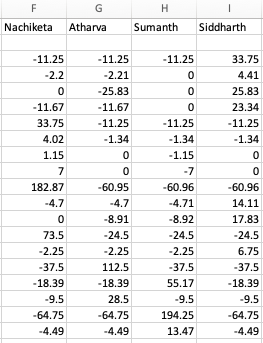 F G H I
Nachiketa Atharva Sumanth Siddharth
-11.25 -11.25 -11.25 33.75
-2.2 -2.21 0 4.41
0 -25.83 0 25.83
-11.67 -11.67 0 23.34
33.75 -11.25 -11.25 -11.25
4.02 -1.34 -1.34 -1.34
1.15 0 -1.15 0
7 0 -7 0
182.87 -60.95 -60.96 -60.96
-4.7 -4.7 -4.71 14.11
0 -8.91 -8.92 17.83
73.5 -24.5 -24.5 -24.5
-2.25 -2.25 -2.25 6.75
-37.5 112.5 -37.5 -37.5
-18.39 -18.39 55.17 -18.39
-9.5 28.5 -9.5 -9.5
-64.75 -64.75 194.25 -64.75
-4.49 -4.49 13.47 -4.49